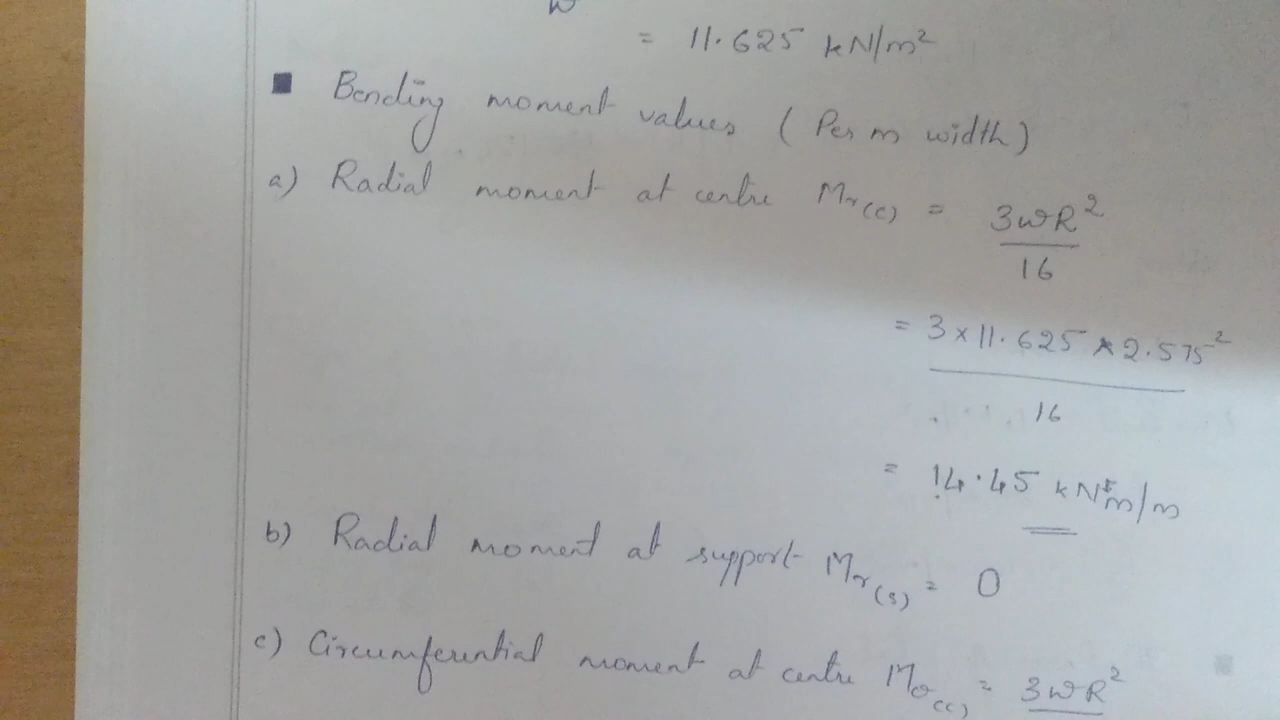 w
= 11.625 kN/m²
■ Bending moment values (Per m width)
a) Radial moment at centre Mr(c) = 3wR²
16
= 3 x 11.625 x 2.575²
16
= 14.45 kN*m/m
b) Radial moment at support Mr(s) = 0
c) Circumferential moment at centre Mθ(c) = 3wR²